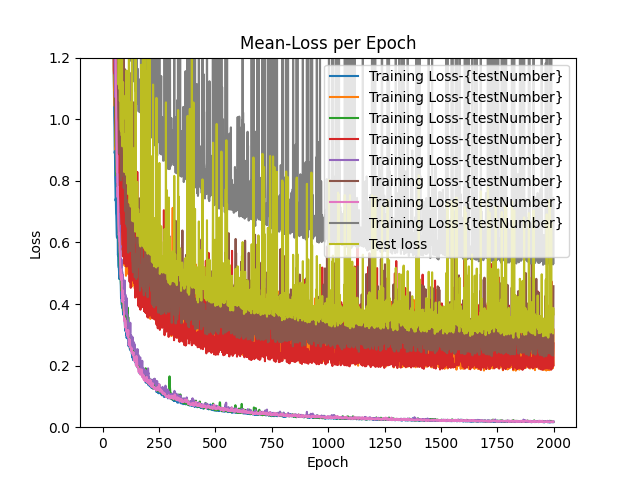 Mean-Loss per Epoch
1.2
1.0
0.8
0.6
0.4
0.2
0.0
Loss
Training Loss-{testNumber}
Training Loss-{testNumber}
Training Loss-{testNumber}
Training Loss-{testNumber}
Training Loss-{testNumber}
Training Loss-{testNumber}
Training Loss-{testNumber}
Training Loss-{testNumber}
Test loss
0 250 500 750 1000 1250 1500 1750 2000
Epoch